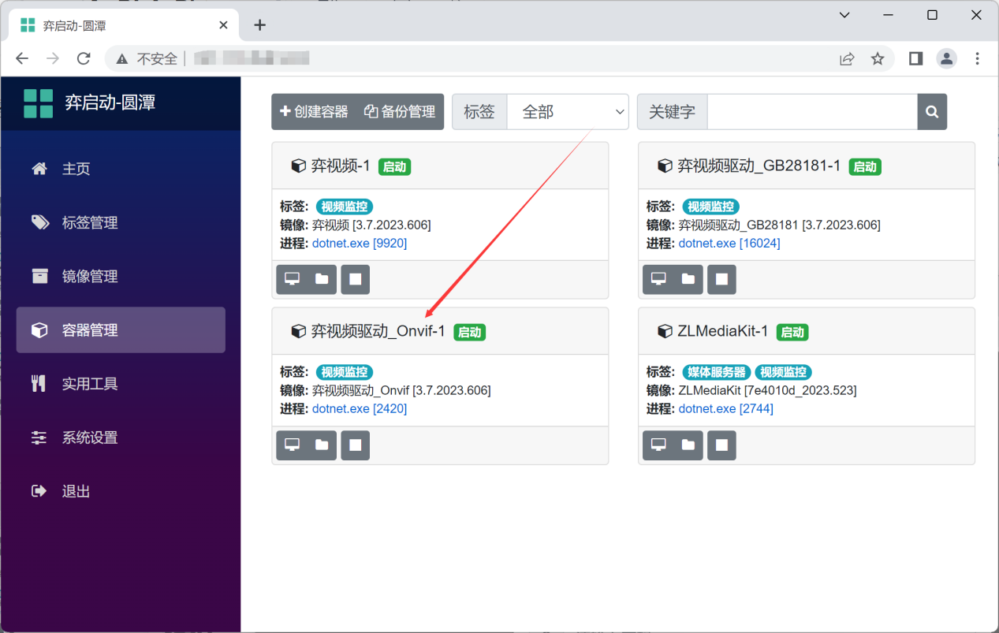 弈启动-圆潭
不安全
弈启动-圆潭
主页
标签管理
镜像管理
容器管理
实用工具
系统设置
退出
创建容器 备份管理 标签 全部 关键字
弈视频-1 启动
标签: 视频监控
镜像: 弈视频 [3.7.2023.606]
进程: dotnet.exe [9920]
弈视频驱动_GB28181-1 启动
标签: 视频监控
镜像: 弈视频驱动_GB28181 [3.7.2023.606]
进程: dotnet.exe [16024]
弈视频驱动_Onvif-1 启动
标签: 视频监控
镜像: 弈视频驱动_Onvif [3.7.2023.606]
进程: dotnet.exe [2420]
ZLMediaKit-1 启动
标签: 媒体服务器 视频监控
镜像: ZLMediaKit [7e4010d_2023.523]
进程: dotnet.exe [2744]